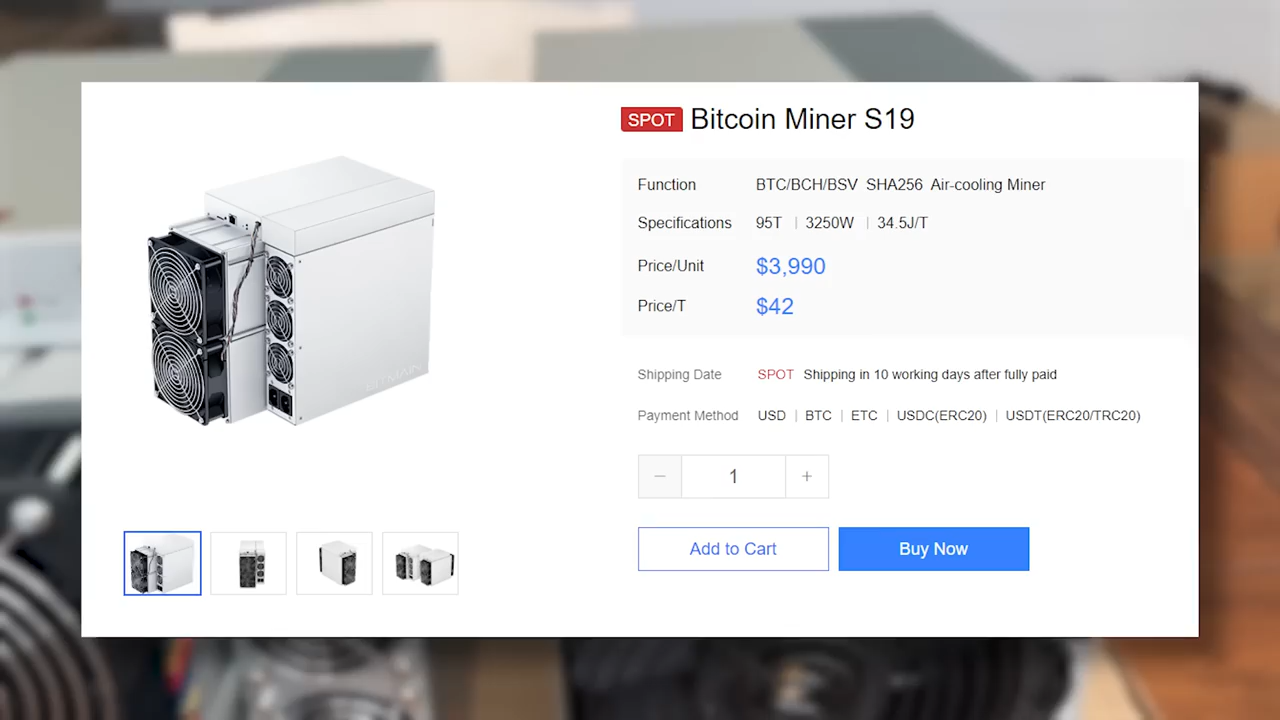 SPOT Bitcoin Miner S19
Function BTC/BCH/BSV SHA256 Air-cooling Miner
Specifications 95T | 3250W | 34.5J/T
Price/Unit $3,990
Price/T $42
Shipping Date SPOT Shipping in 10 working days after fully paid
Payment Method USD | BTC | ETC | USDC(ERC20) | USDT(ERC20/TRC20)
− 1 +
Add to Cart Buy Now
BITMAIN